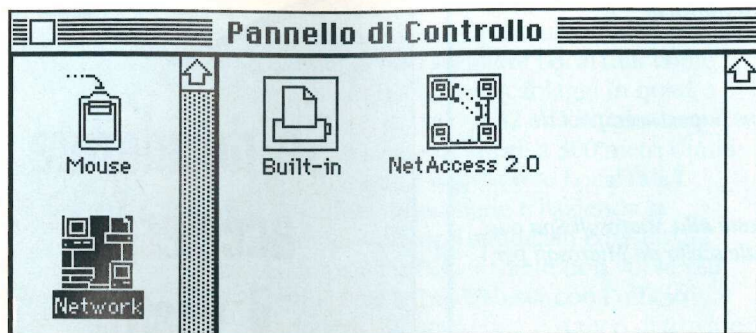 Pannello di Controllo
Mouse
Built-in
NetAccess 2.0
Network